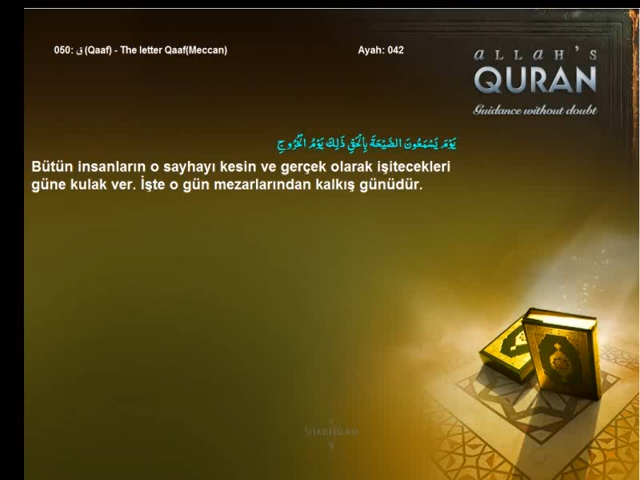 050: ق (Qaaf) - The letter Qaaf(Meccan) Ayah: 042
ALLAH'S
QURAN
Guidance without doubt
يَوْمَ يَسْمَعُونَ الصَّيْحَةَ بِالْحَقِّ ذَٰلِكَ يَوْمُ الْخُرُوجِ
Bütün insanların o sayhayı kesin ve gerçek olarak işitecekleri
güne kulak ver. İşte o gün mezarlarından kalkış günüdür.